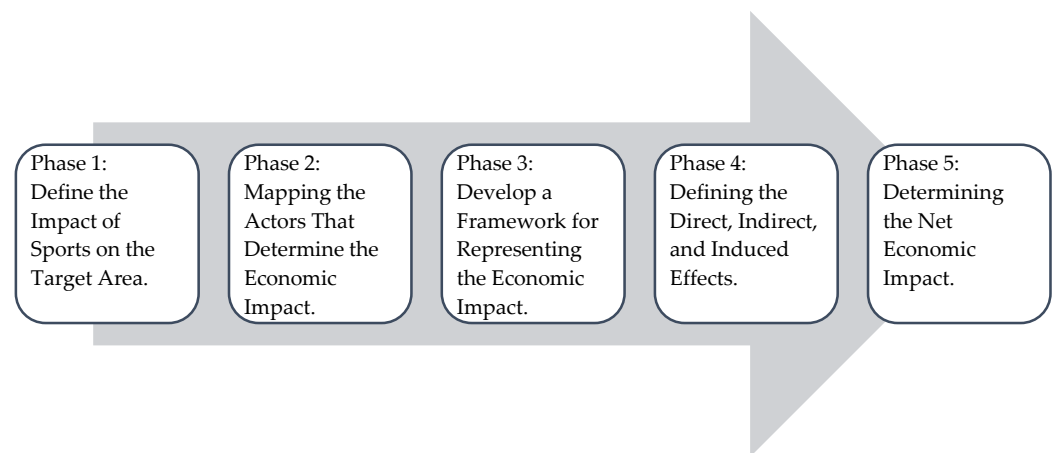 Phase 1:
Define the
Impact of
Sports on the
Target Area.
Phase 2:
Mapping the
Actors That
Determine the
Economic
Impact.
Phase 3:
Develop a
Framework for
Representing
the Economic
Impact.
Phase 4:
Defining the
Direct, Indirect,
and Induced
Effects.
Phase 5:
Determining
the Net
Economic
Impact.